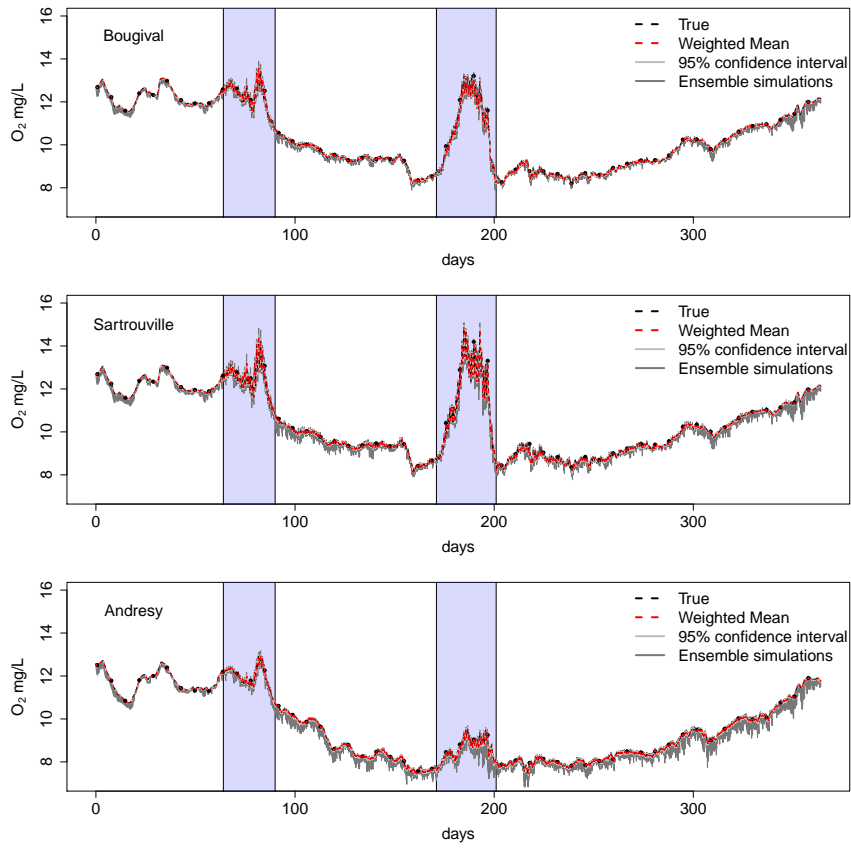 Bougival
True
Weighted Mean
95% confidence interval
Ensemble simulations
O₂ mg/L
16
14
12
10
8
0 100 200 300
days
Sartrouville
True
Weighted Mean
95% confidence interval
Ensemble simulations
O₂ mg/L
16
14
12
10
8
0 100 200 300
days
Andresy
True
Weighted Mean
95% confidence interval
Ensemble simulations
O₂ mg/L
16
14
12
10
8
0 100 200 300
days